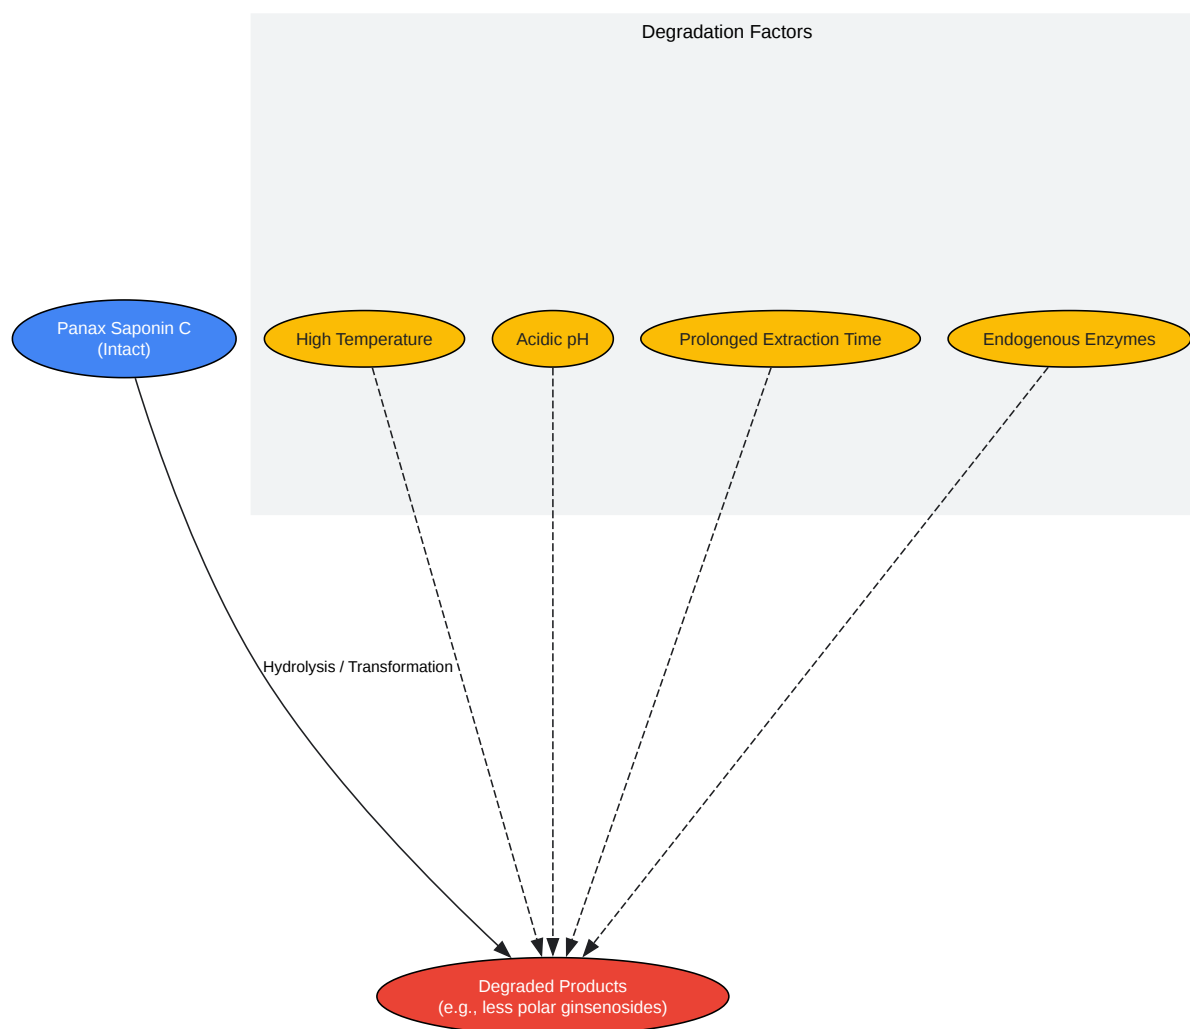 Degradation Factors
Panax Saponin C
(Intact)
High Temperature
Acidic pH
Prolonged Extraction Time
Endogenous Enzymes
Hydrolysis / Transformation
Degraded Products
(e.g., less polar ginsenosides)